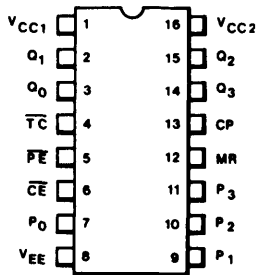 VCC1 1 16 VCC2
Q1 2 15 Q2
Q0 3 14 Q3
TC 4 13 CP
PE 5 12 MR
CE 6 11 P3
P0 7 10 P2
VEE 8 9 P1